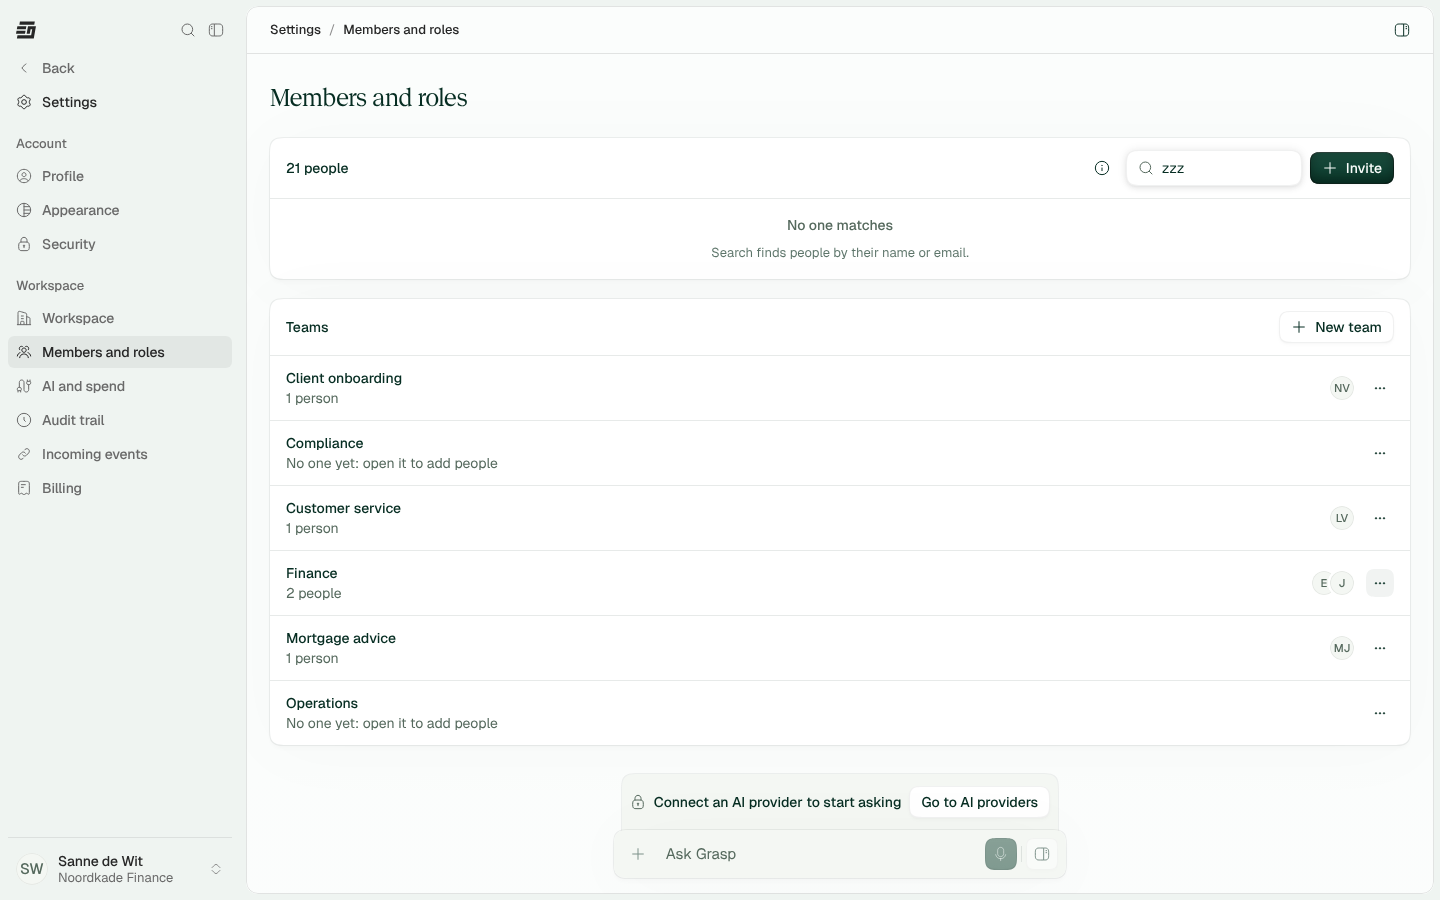 Settings / Members and roles
Back
Settings
Account
Profile
Appearance
Security
Workspace
Workspace
Members and roles
AI and spend
Audit trail
Incoming events
Billing
SW
Sanne de Wit
Noordkade Finance
Members and roles
21 people
zzz
Invite
No one matches
Search finds people by their name or email.
Teams
New team
Client onboarding
1 person
NV
Compliance
No one yet: open it to add people
Customer service
1 person
LV
Finance
2 people
E J
Mortgage advice
1 person
MJ
Operations
No one yet: open it to add people
Connect an AI provider to start asking
Go to AI providers
Ask Grasp